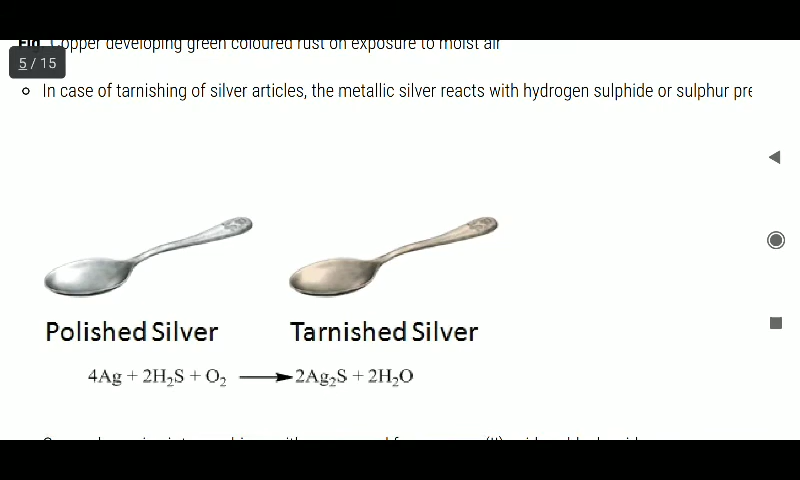 Fig. Copper developing green coloured rust on exposure to moist air
5 / 15
In case of tarnishing of silver articles, the metallic silver reacts with hydrogen sulphide or sulphur pre
Polished Silver
Tarnished Silver
4Ag + 2H₂S + O₂ ⟶ 2Ag₂S + 2H₂O